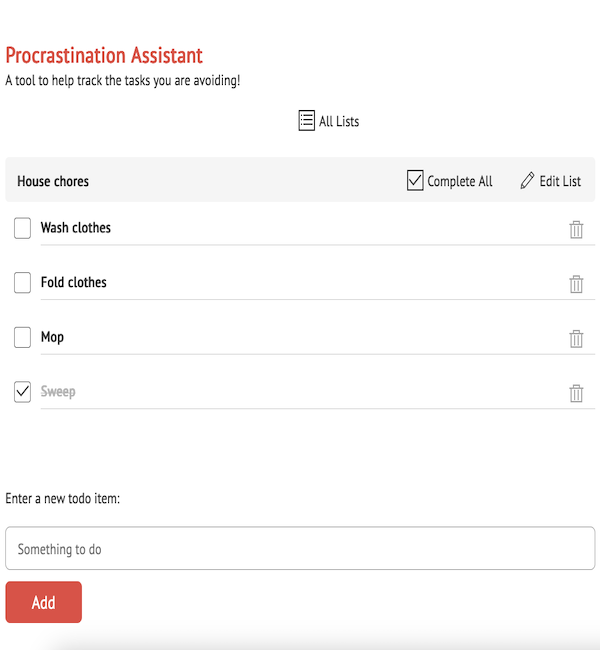 Procrastination Assistant
A tool to help track the tasks you are avoiding!
All Lists
House chores Complete All Edit List
Wash clothes
Fold clothes
Mop
Sweep
Enter a new todo item:
Something to do
Add